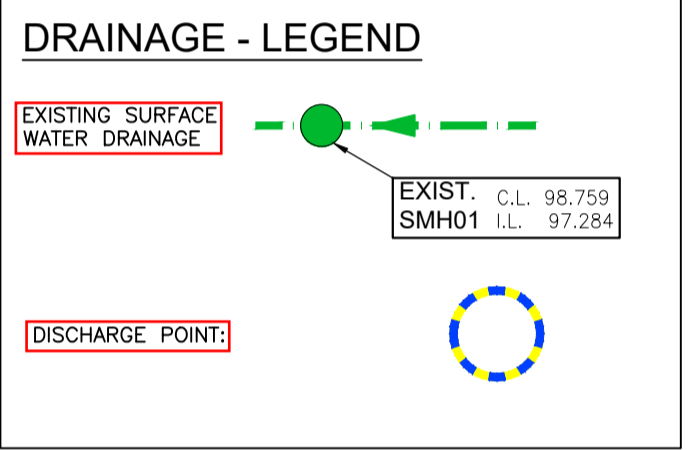 DRAINAGE - LEGEND
EXISTING SURFACE
WATER DRAINAGE
EXIST. C.L. 98.759
SMH01 I.L. 97.284
DISCHARGE POINT: